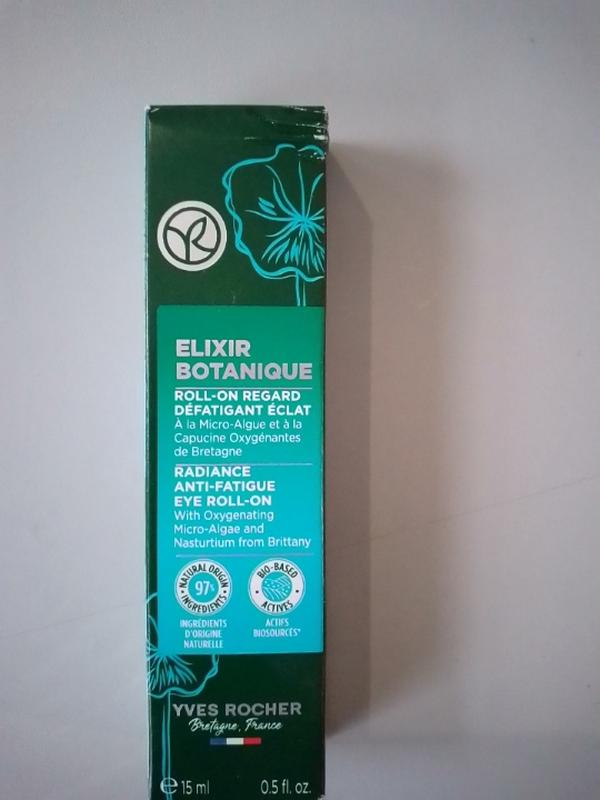 ELIXIR
BOTANIQUE
ROLL-ON REGARD
DÉFATIGANT ÉCLAT
À la Micro-Algue et à la
Capucine Oxygénantes
de Bretagne
RADIANCE
ANTI-FATIGUE
EYE ROLL-ON
With Oxygenating
Micro-Algae and
Nasturtium from Brittany
NATURAL ORIGIN
97%
INGREDIENTS
BIO-BASED
ACTIVES
INGRÉDIENTS
D'ORIGINE
NATURELLE
ACTIFS
BIOSOURCÉS*
YVES ROCHER
Bretagne, France
℮ 15 ml 0.5 fl. oz.